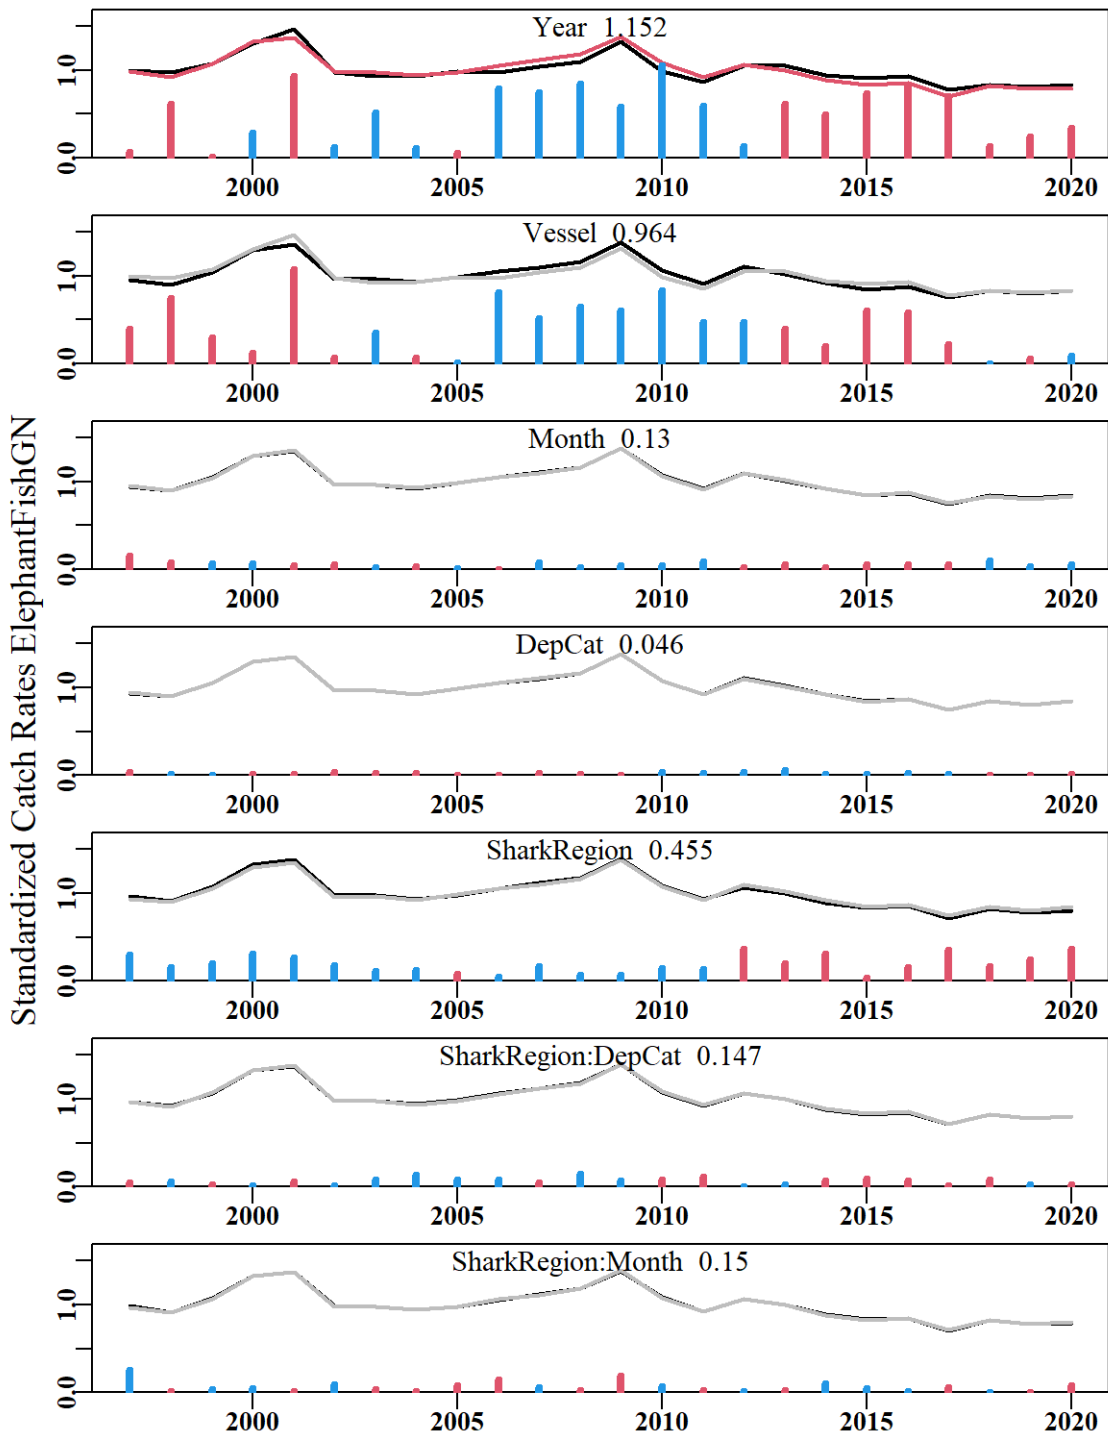 Standardized Catch Rates ElephantFishGN
Year 1.152
0.0 1.0
2000 2005 2010 2015 2020
Vessel 0.964
0.0 1.0
2000 2005 2010 2015 2020
Month 0.13
0.0 1.0
2000 2005 2010 2015 2020
DepCat 0.046
0.0 1.0
2000 2005 2010 2015 2020
SharkRegion 0.455
0.0 1.0
2000 2005 2010 2015 2020
SharkRegion:DepCat 0.147
0.0 1.0
2000 2005 2010 2015 2020
SharkRegion:Month 0.15
0.0 1.0
2000 2005 2010 2015 2020